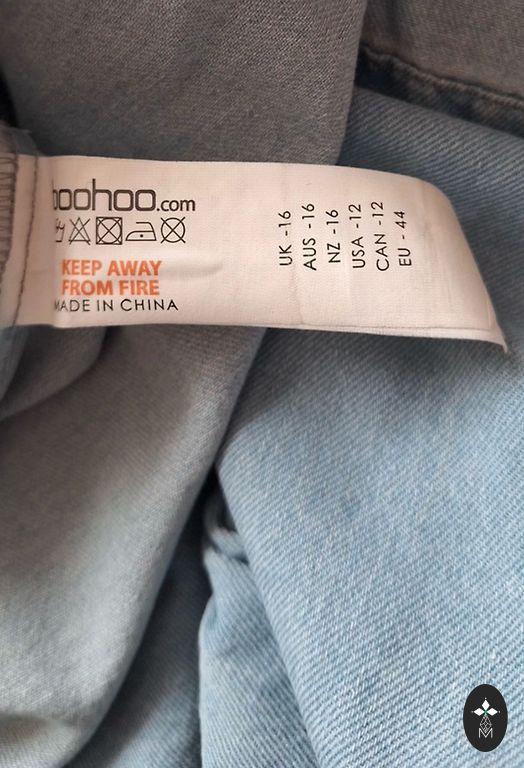 boohoo.com
KEEP AWAY
FROM FIRE
MADE IN CHINA
UK -16
AUS -16
NZ -16
USA -12
CAN -12
EU - 44
M